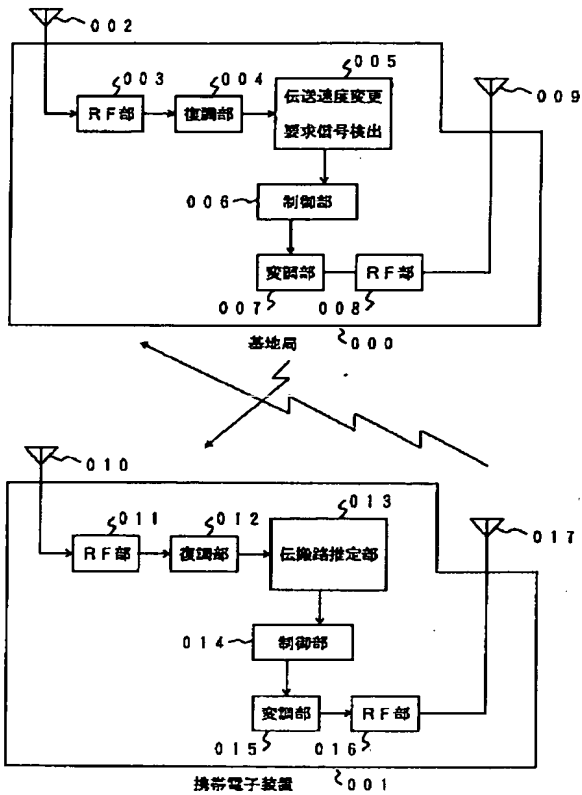 002
003 004 005
009
RF部 復調部 伝送速度変更
要求信号検出
006 制御部
変調部 RF部
007 008
基地局 000
010
011 012 013
017
RF部 復調部 伝搬路推定部
014 制御部
変調部 RF部
015 016
携帯電子装置 001